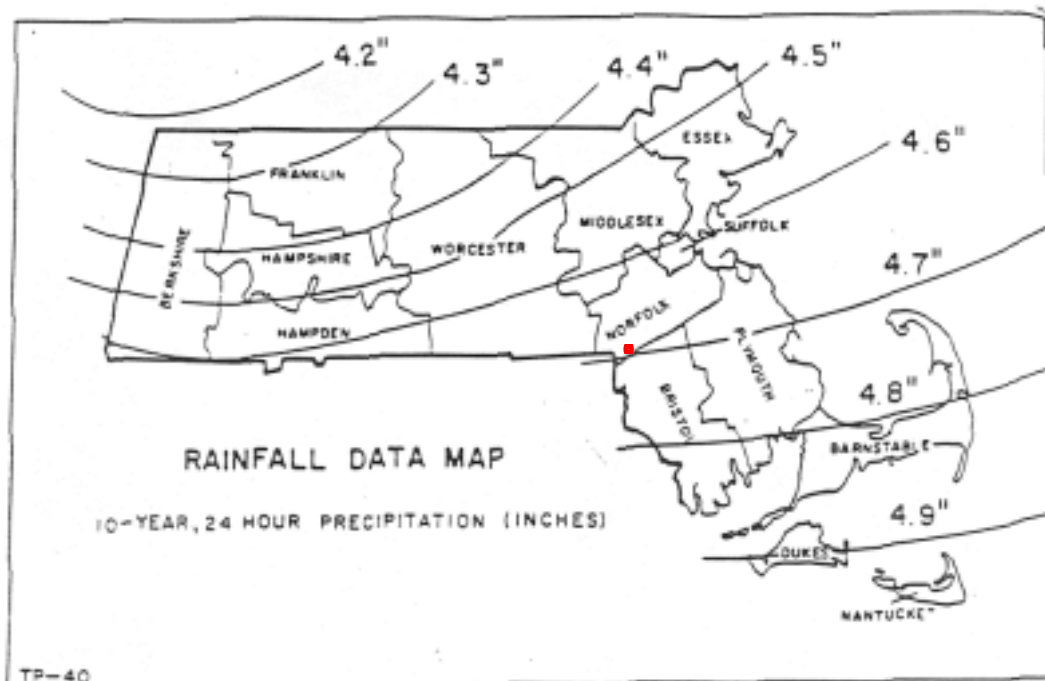 4.2"
4.3"
4.4"
4.5"
4.6"
4.7"
4.8"
4.9"
ESSEX
FRANKLIN
MIDDLESEX
SUFFOLK
WORCESTER
HAMPSHIRE
BERKSHIRE
HAMPDEN
NORFOLK
PLYMOUTH
BRISTOL
BARNSTABLE
DUKES
NANTUCKET
RAINFALL DATA MAP
10-YEAR, 24 HOUR PRECIPITATION (INCHES)
TP-40